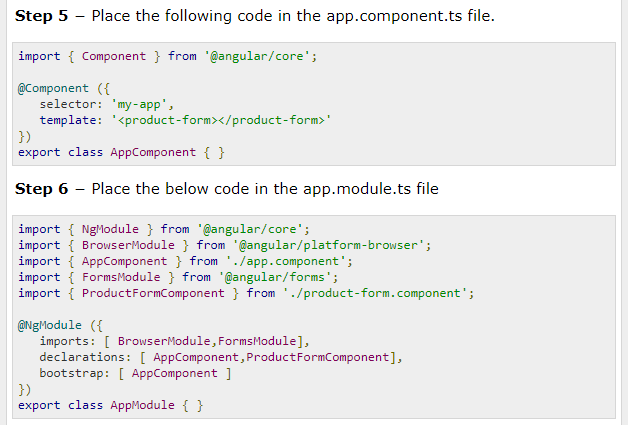 Step 5 − Place the following code in the app.component.ts file.
import { Component } from '@angular/core';
@Component ({
   selector: 'my-app',
   template: '<product-form></product-form>'
})
export class AppComponent { }
Step 6 − Place the below code in the app.module.ts file
import { NgModule } from '@angular/core';
import { BrowserModule } from '@angular/platform-browser';
import { AppComponent } from './app.component';
import { FormsModule } from '@angular/forms';
import { ProductFormComponent } from './product-form.component';
@NgModule ({
   imports: [ BrowserModule,FormsModule],
   declarations: [ AppComponent,ProductFormComponent],
   bootstrap: [ AppComponent ]
})
export class AppModule { }